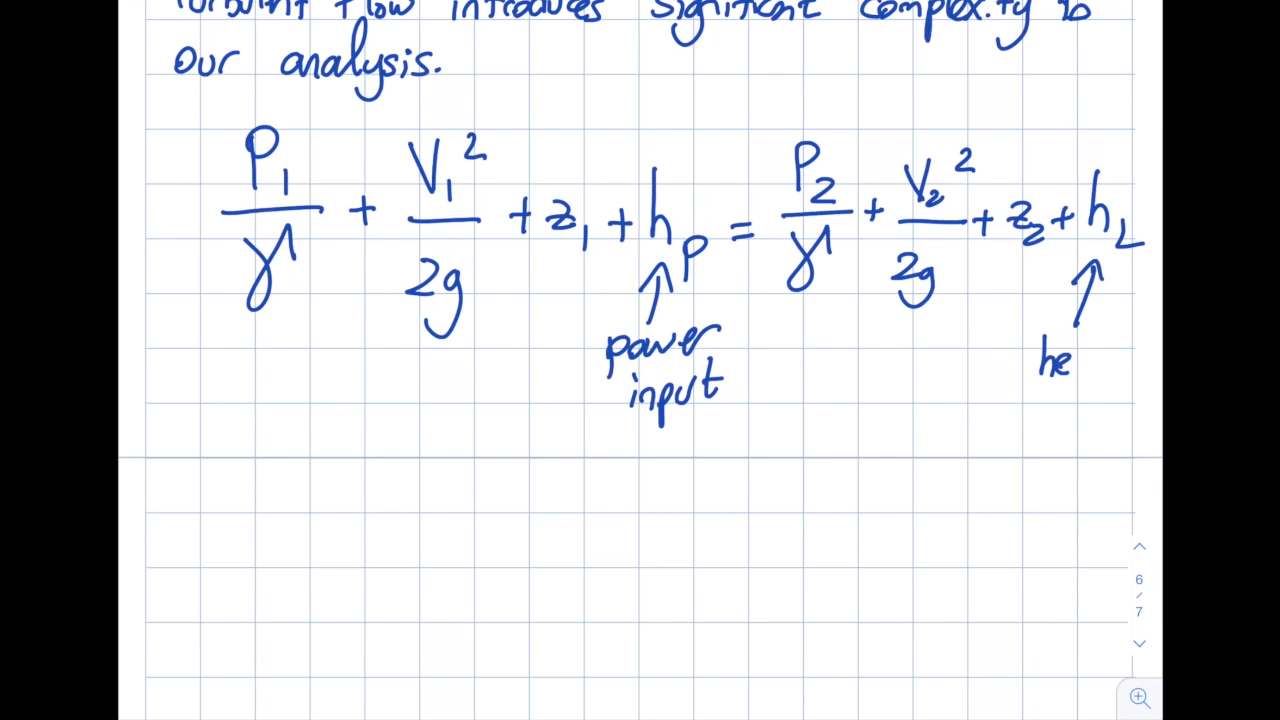 Turbulent flow introduces significant complexity to
our analysis.
P₁/γ + V₁²/2g + z₁ + hp = P₂/γ + V₂²/2g + z₂ + hL
power
input
he
6
/
7